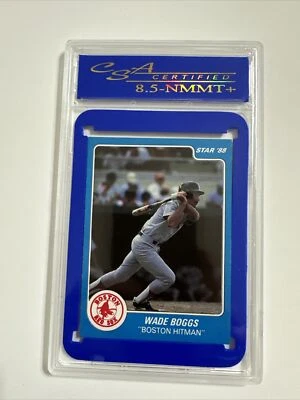 CSA
CERTIFIED
8.5-NMMT+
STAR '88
BOSTON
RED SOX
WADE BOGGS
"BOSTON HITMAN"